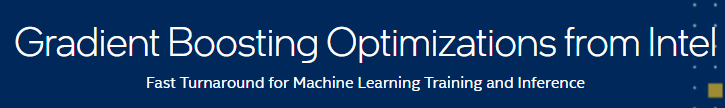 Gradient Boosting Optimizations from Intel
Fast Turnaround for Machine Learning Training and Inference